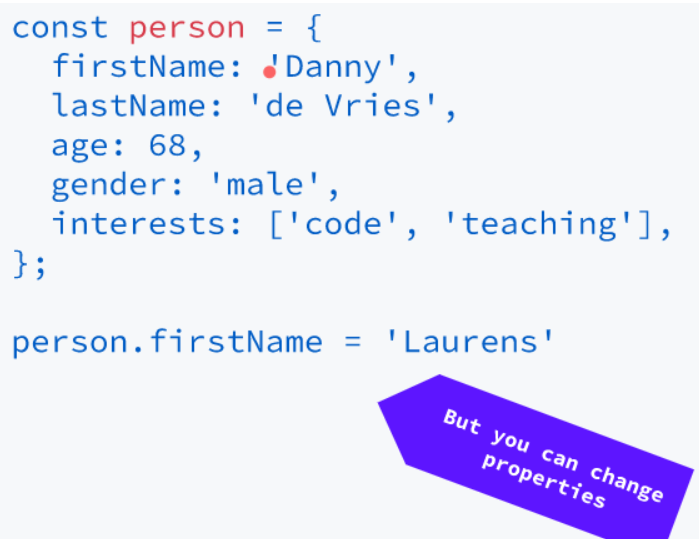 const person = {
  firstName: 'Danny',
  lastName: 'de Vries',
  age: 68,
  gender: 'male',
  interests: ['code', 'teaching'],
};
person.firstName = 'Laurens'
But you can change
properties